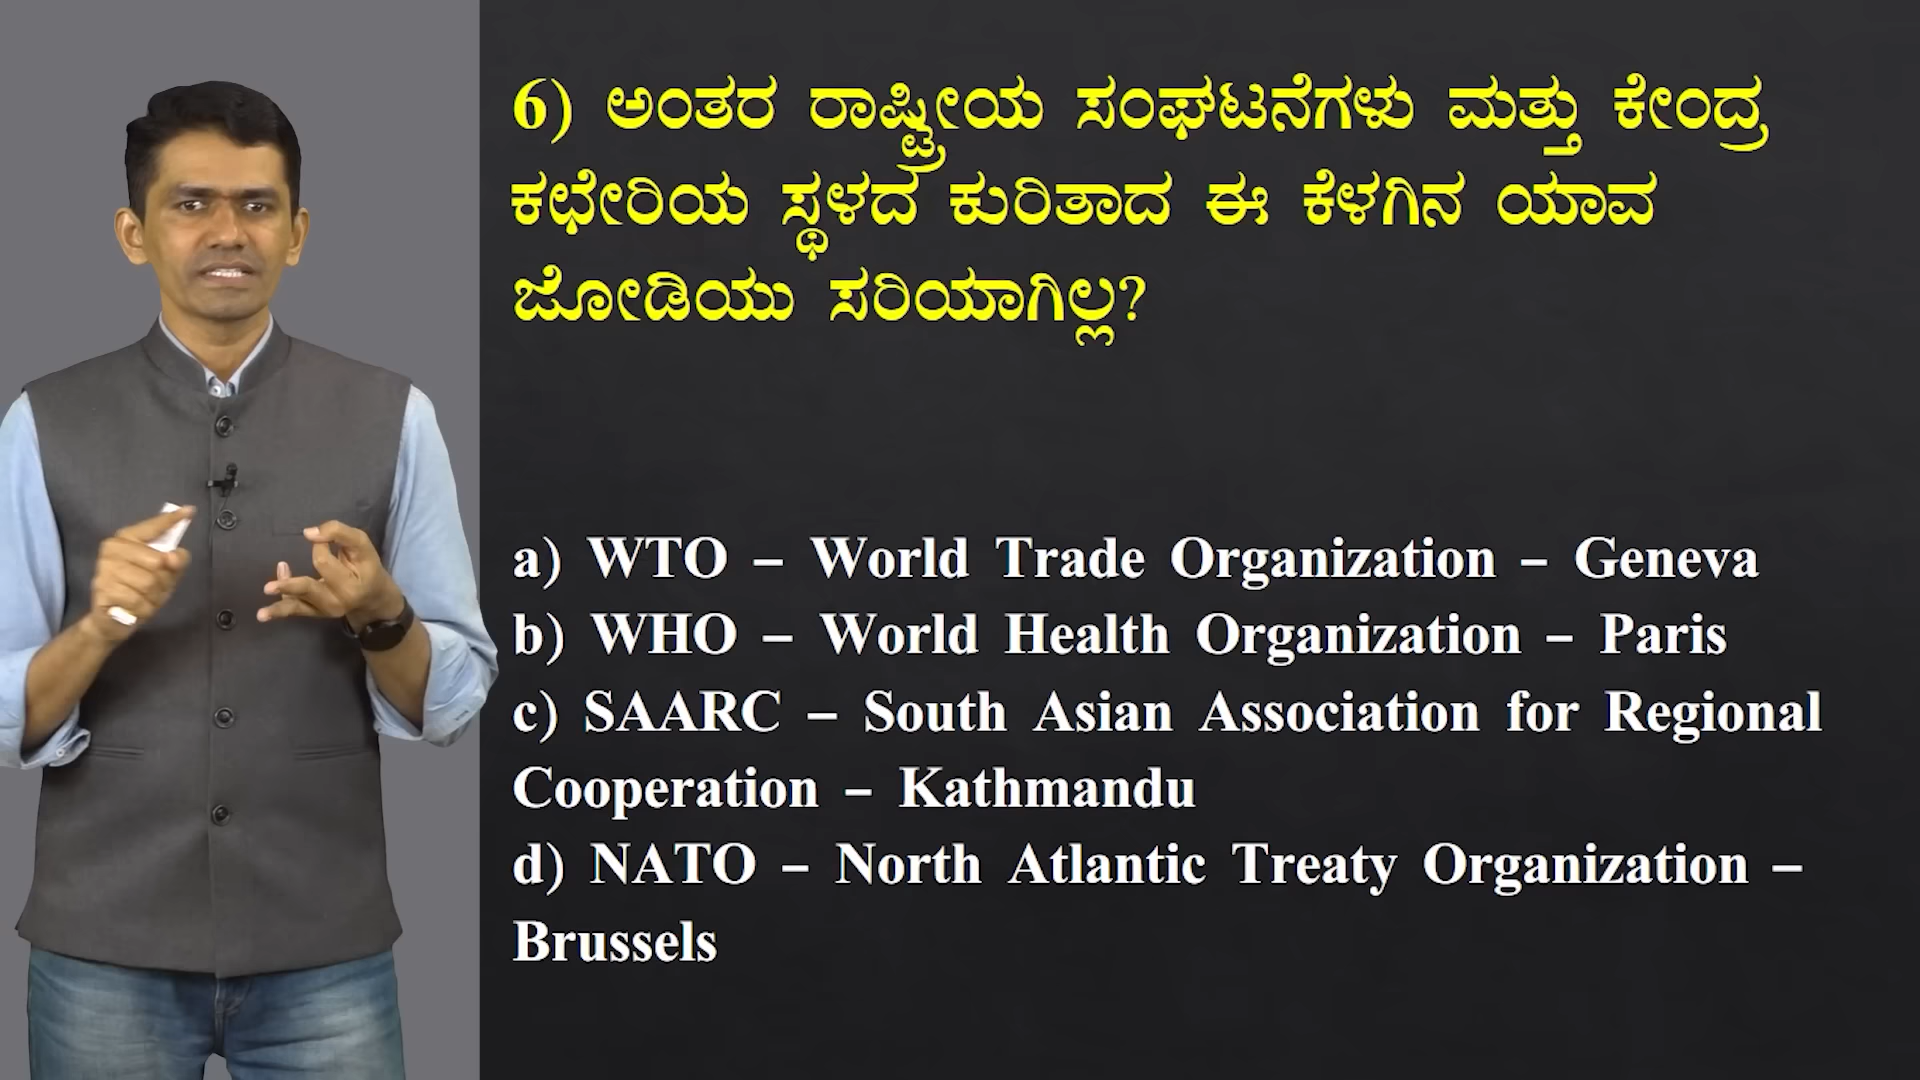 6) ಅಂತರ ರಾಷ್ಟ್ರೀಯ ಸಂಘಟನೆಗಳು ಮತ್ತು ಕೇಂದ್ರ
ಕಛೇರಿಯ ಸ್ಥಳದ ಕುರಿತಾದ ಈ ಕೆಳಗಿನ ಯಾವ
ಜೋಡಿಯು ಸರಿಯಾಗಿಲ್ಲ?
a) WTO – World Trade Organization – Geneva
b) WHO – World Health Organization – Paris
c) SAARC – South Asian Association for Regional
Cooperation – Kathmandu
d) NATO – North Atlantic Treaty Organization –
Brussels